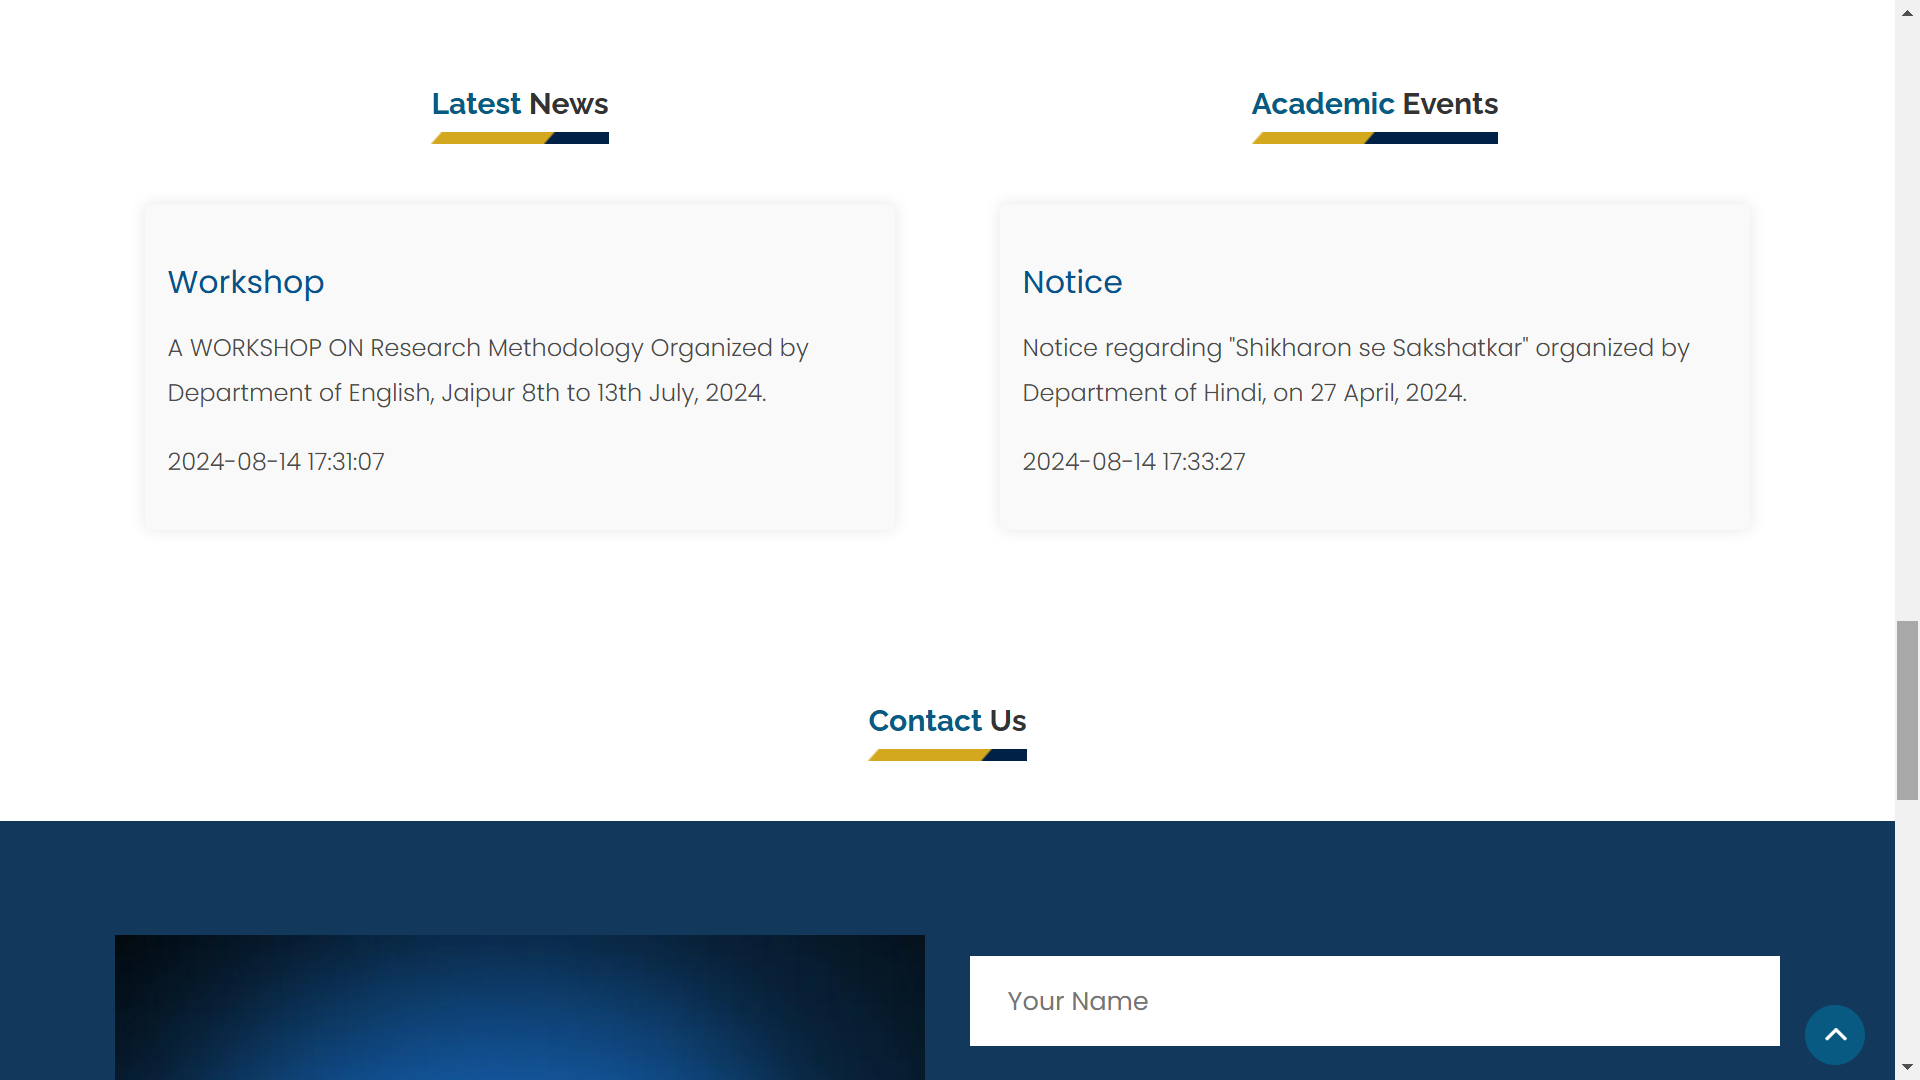 Latest News
Workshop
A WORKSHOP ON Research Methodology Organized by
Department of English, Jaipur 8th to 13th July, 2024.
2024-08-14 17:31:07
Academic Events
Notice
Notice regarding "Shikharon se Sakshatkar" organized by
Department of Hindi, on 27 April, 2024.
2024-08-14 17:33:27
Contact Us
Your Name